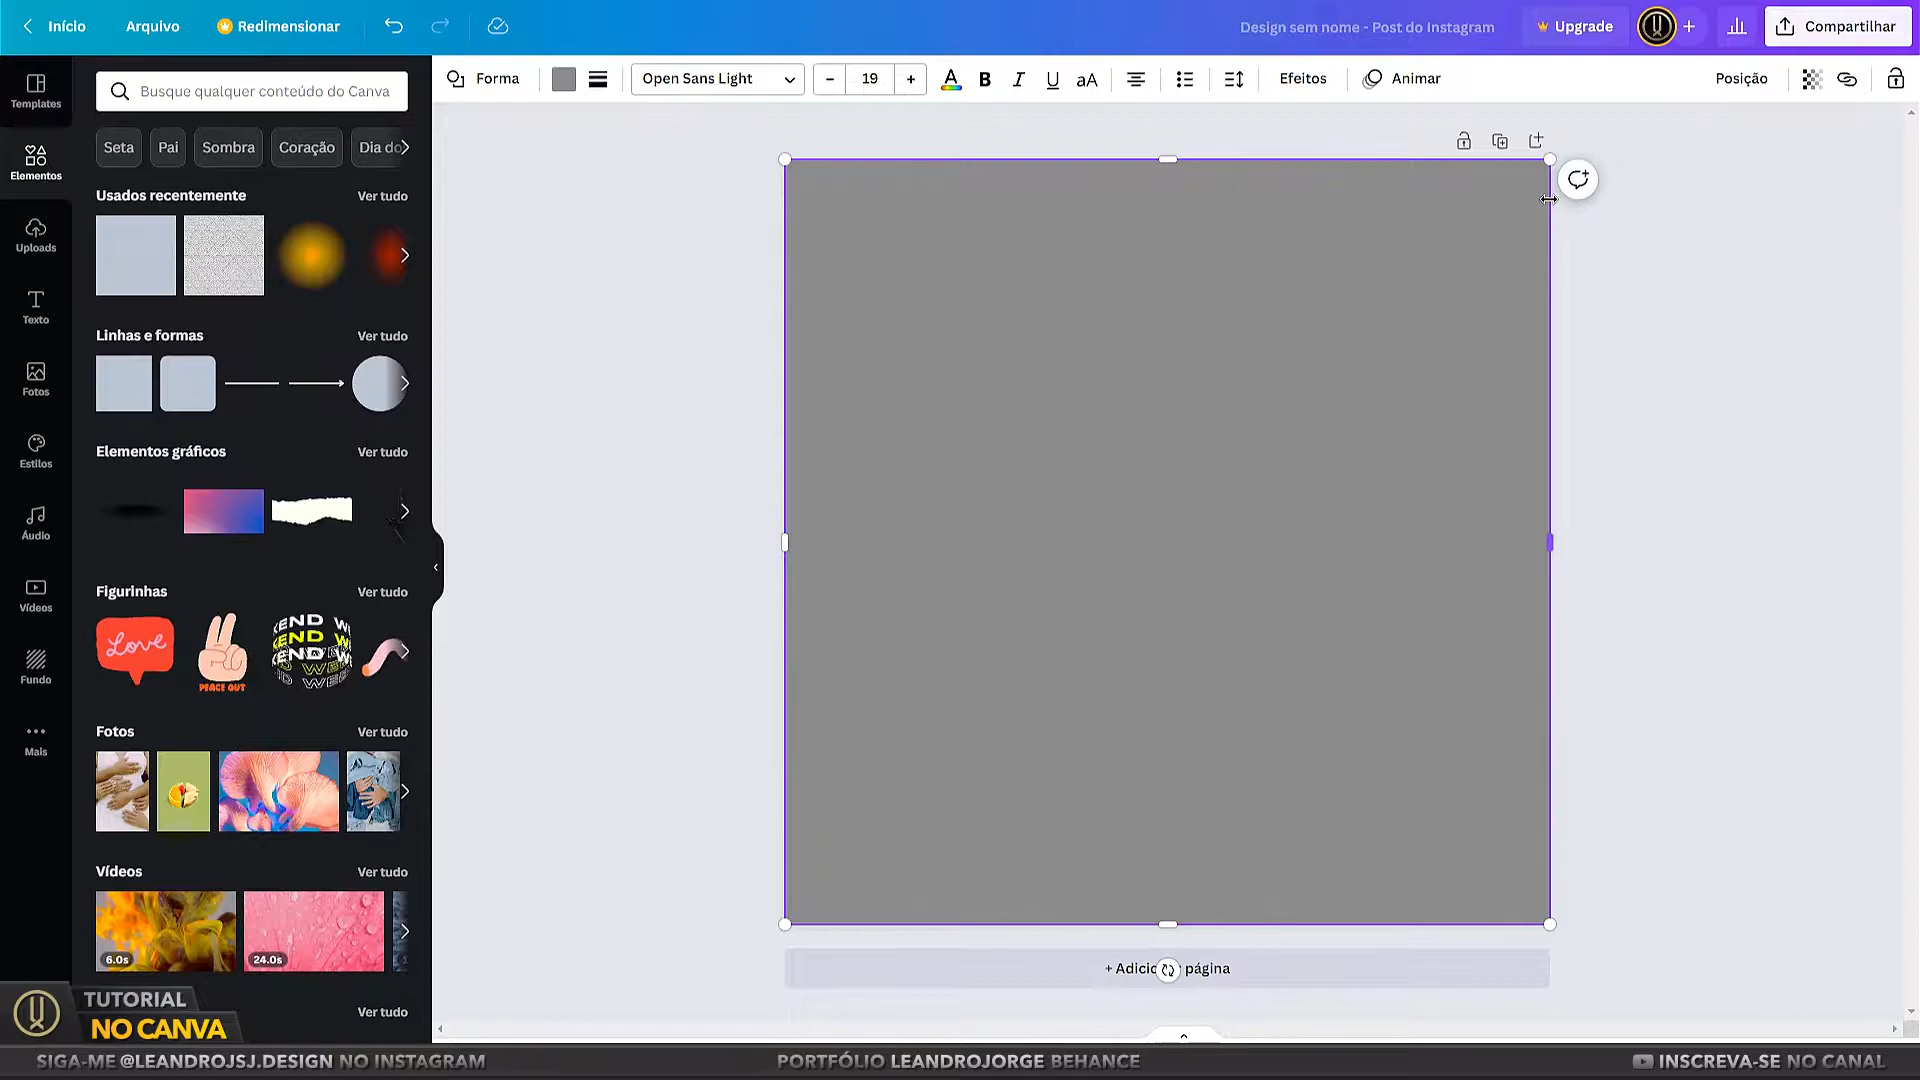 Início
Arquivo
Redimensionar
Design sem nome - Post do Instagram
Upgrade
Compartilhar
Forma
Open Sans Light
19
A
B
I
U
aA
Efeitos
Animar
Posição
Templates
Elementos
Uploads
Texto
Fotos
Estilos
Áudio
Vídeos
Fundo
Mais
Busque qualquer conteúdo do Canva
Seta
Pai
Sombra
Coração
Dia do
Usados recentemente
Ver tudo
Linhas e formas
Ver tudo
Elementos gráficos
Ver tudo
Figurinhas
Ver tudo
Love
PEACE OUT
KEND W
KEND W
KEND W
Fotos
Ver tudo
Vídeos
Ver tudo
6.0s
24.0s
Ver tudo
+ Adicio página
TUTORIAL
NO CANVA
SIGA-ME @LEANDROJSJ.DESIGN NO INSTAGRAM
PORTFÓLIO LEANDROJORGE BEHANCE
INSCREVA-SE NO CANAL